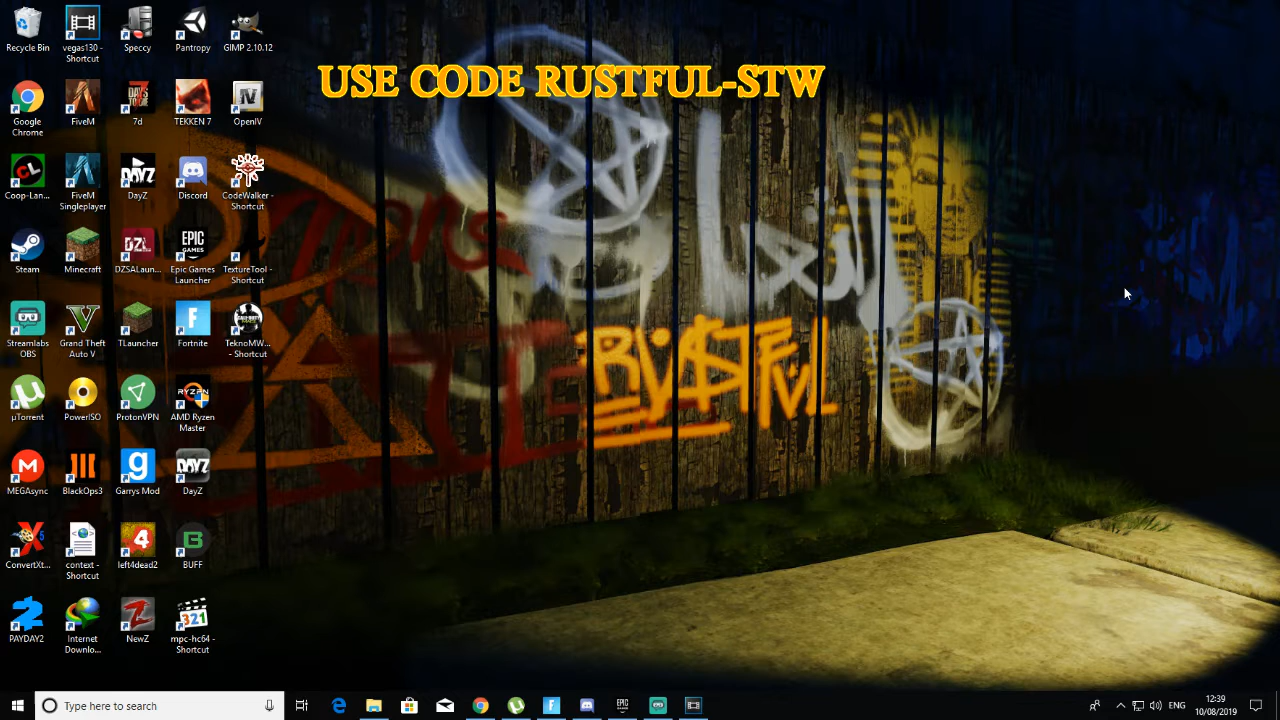 USE CODE RUSTFUL-STW
Recycle Bin
vegas130 -
Shortcut
Speccy
Pantropy
GIMP 2.10.12
Google
Chrome
FiveM
7d
TEKKEN 7
OpenIV
Coop-Lan...
FiveM
Singleplayer
DayZ
Discord
CodeWalker -
Shortcut
Steam
Minecraft
DZSALaun...
Epic Games
Launcher
TextureTool -
Shortcut
Streamlabs
OBS
Grand Theft
Auto V
TLauncher
Fortnite
TeknoMW...
- Shortcut
µTorrent
PowerISO
ProtonVPN
AMD Ryzen
Master
MEGAsync
BlackOps3
Garrys Mod
DayZ
ConvertXt...
context -
Shortcut
left4dead2
BUFF
PAYDAY2
Internet
Downlo...
NewZ
mpc-hc64 -
Shortcut
RUSTFUL
Type here to search
ENG
12:39
10/08/2019